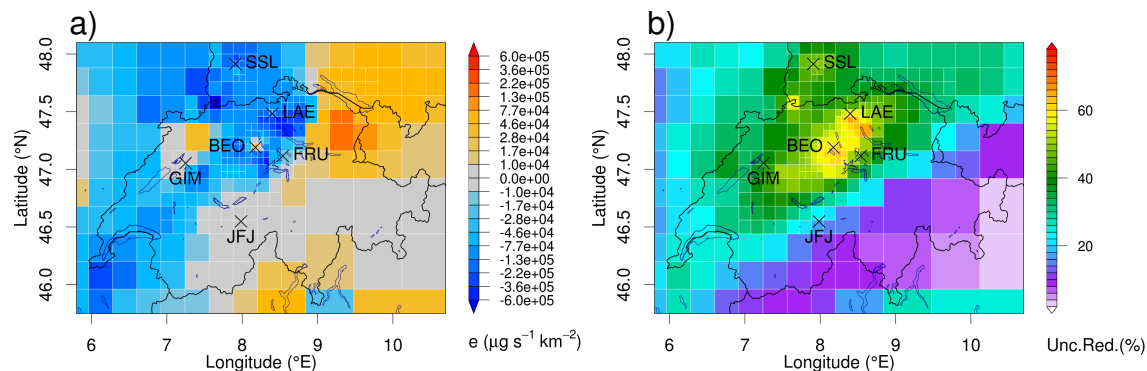 a)
Latitude (°N)
48.0
47.5
47.0
46.5
46.0
SSL
LAE
BEO
FRU
GIM
JFJ
6
7
8
9
10
Longitude (°E)
6.0e+05
3.6e+05
2.2e+05
1.3e+05
7.7e+04
4.6e+04
2.8e+04
1.7e+04
1.0e+04
0.0e+00
-1.0e+04
-1.7e+04
-2.8e+04
-4.6e+04
-7.7e+04
-1.3e+05
-2.2e+05
-3.6e+05
-6.0e+05
e (μg s⁻¹ km⁻²)
b)
Latitude (°N)
48.0
47.5
47.0
46.5
46.0
SSL
LAE
BEO
FRU
GIM
JFJ
6
7
8
9
10
Longitude (°E)
60
40
20
Unc.Red.(%)